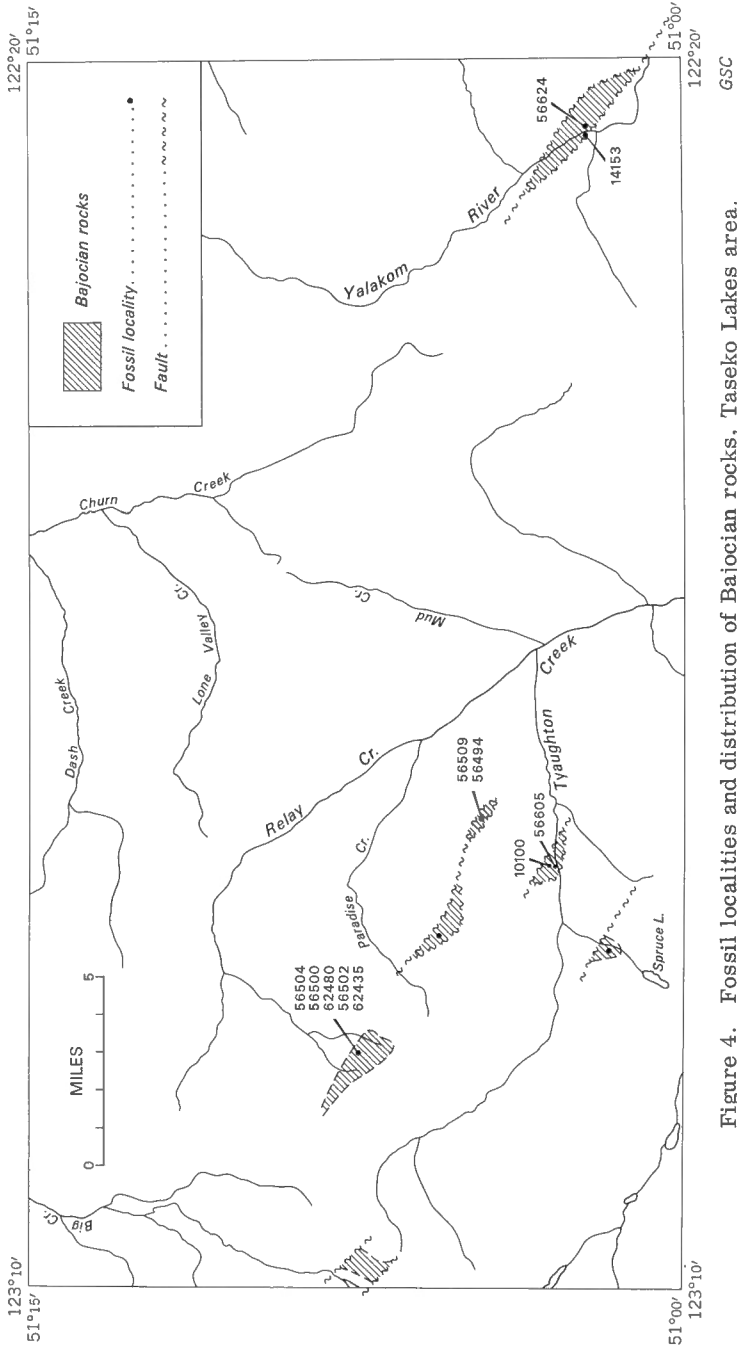 123°10′
51°15′
122°20′
51°15′
Bajocian rocks
Fossil locality
Fault
MILES
0 1 5
Big Cr.
Dash Creek
Lone Valley Cr.
Churn Creek
Mud Cr.
Relay Cr.
Paradise Cr.
Tyaughton Creek
Spruce L.
Yalakom River
56504
56500
62480
56502
62435
56509
56494
10100
56605
56624
14153
51°00′
123°10′
51°00′
122°20′
GSC
Figure 4. Fossil localities and distribution of Bajocian rocks, Taseko Lakes area.